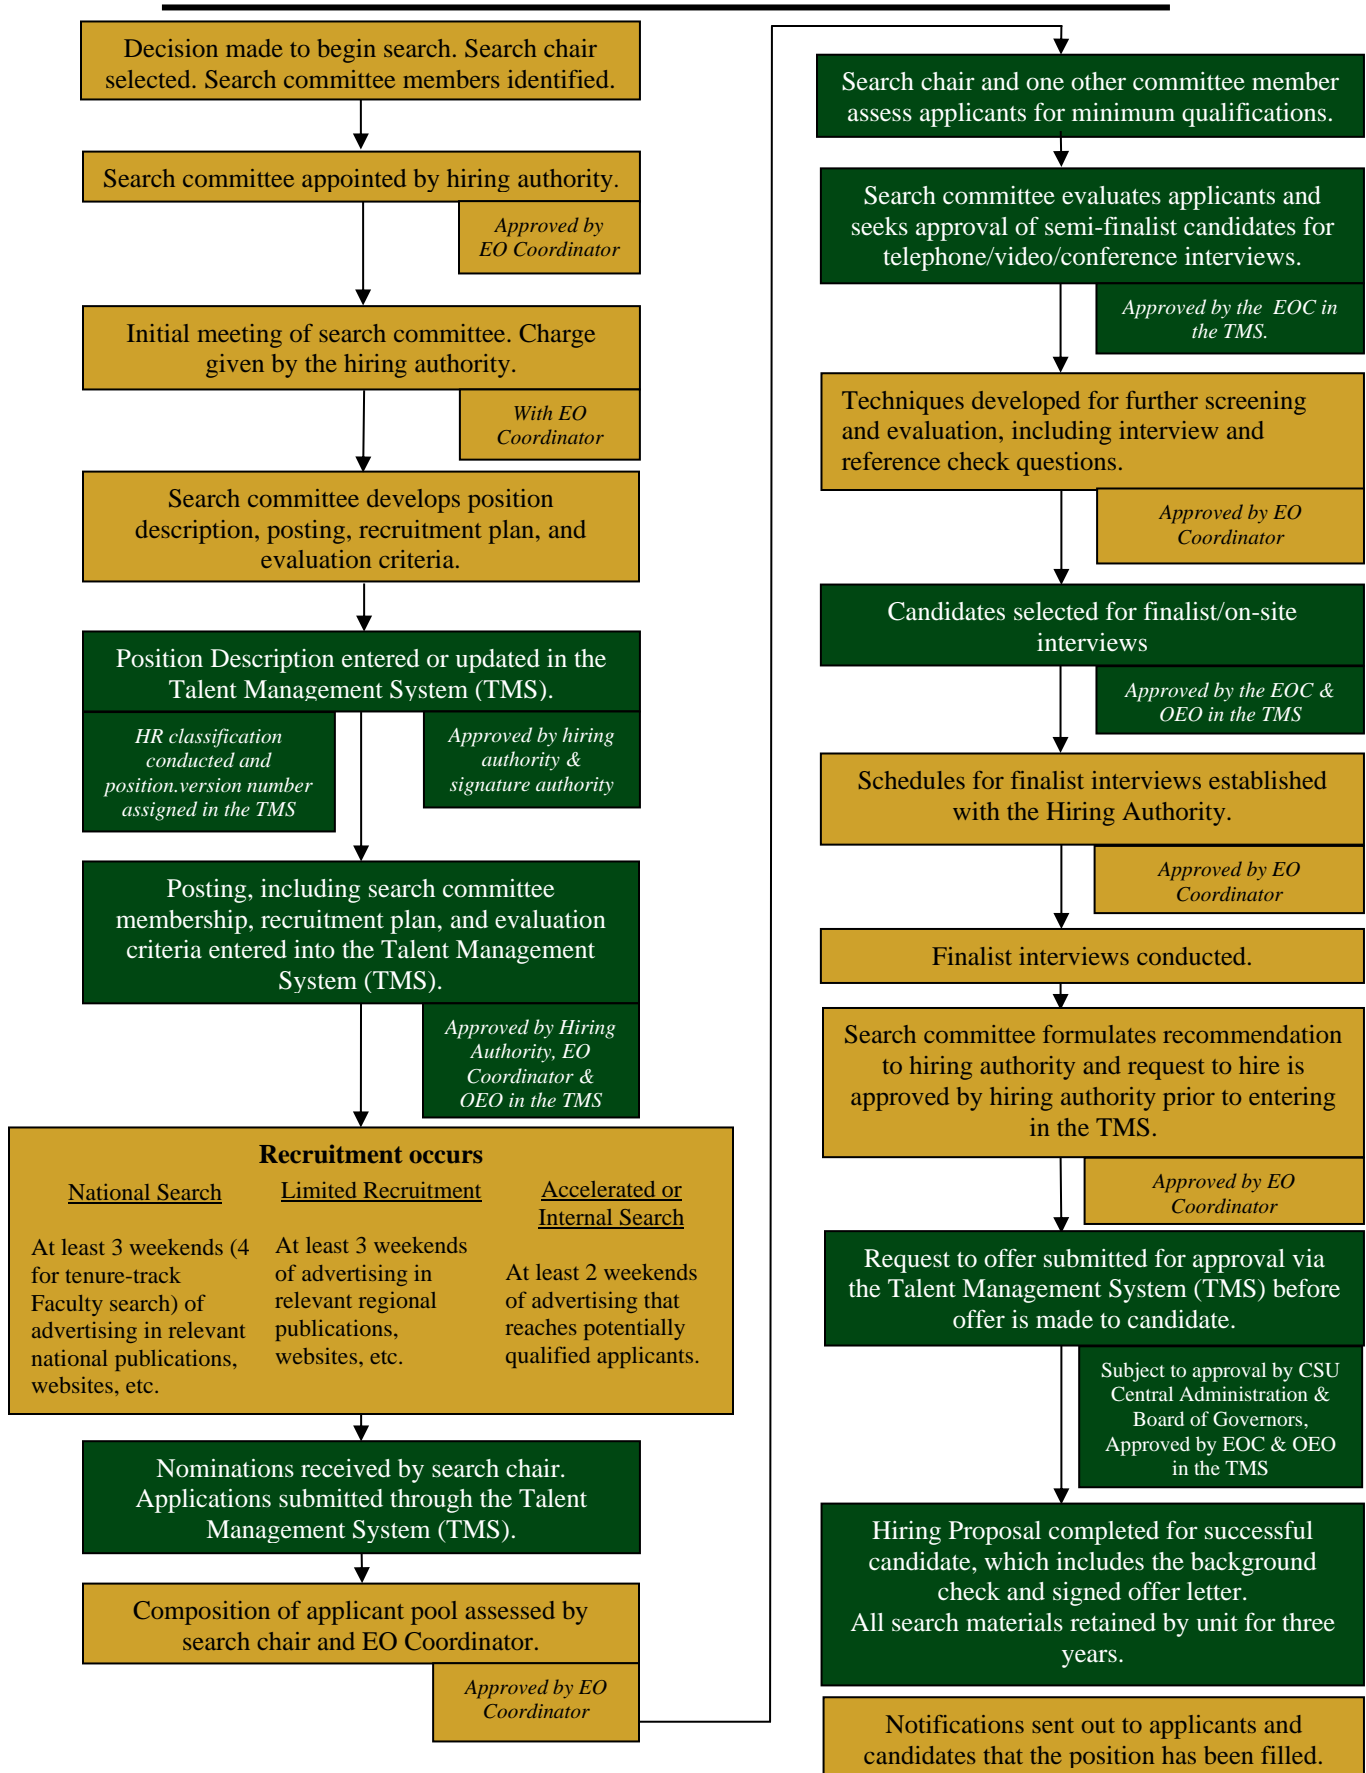 Decision made to begin search. Search chair
selected. Search committee members identified.
Search committee appointed by hiring authority.
Approved by
EO Coordinator
Initial meeting of search committee. Charge
given by the hiring authority.
With EO
Coordinator
Search committee develops position
description, posting, recruitment plan, and
evaluation criteria.
Position Description entered or updated in the
Talent Management System (TMS).
HR classification
conducted and
position.version number
assigned in the TMS
Approved by hiring
authority &
signature authority
Posting, including search committee
membership, recruitment plan, and evaluation
criteria entered into the Talent Management
System (TMS).
Approved by Hiring
Authority, EO
Coordinator &
OEO in the TMS
Recruitment occurs
National Search
At least 3 weekends (4
for tenure-track
Faculty search) of
advertising in relevant
national publications,
websites, etc.
Limited Recruitment
At least 3 weekends
of advertising in
relevant regional
publications,
websites, etc.
Accelerated or
Internal Search
At least 2 weekends
of advertising that
reaches potentially
qualified applicants.
Nominations received by search chair.
Applications submitted through the Talent
Management System (TMS).
Composition of applicant pool assessed by
search chair and EO Coordinator.
Approved by EO
Coordinator
Search chair and one other committee member
assess applicants for minimum qualifications.
Search committee evaluates applicants and
seeks approval of semi-finalist candidates for
telephone/video/conference interviews.
Approved by the EOC in
the TMS.
Techniques developed for further screening
and evaluation, including interview and
reference check questions.
Approved by EO
Coordinator
Candidates selected for finalist/on-site
interviews
Approved by the EOC &
OEO in the TMS
Schedules for finalist interviews established
with the Hiring Authority.
Approved by EO
Coordinator
Finalist interviews conducted.
Search committee formulates recommendation
to hiring authority and request to hire is
approved by hiring authority prior to entering
in the TMS.
Approved by EO
Coordinator
Request to offer submitted for approval via
the Talent Management System (TMS) before
offer is made to candidate.
Subject to approval by CSU
Central Administration &
Board of Governors,
Approved by EOC & OEO
in the TMS
Hiring Proposal completed for successful
candidate, which includes the background
check and signed offer letter.
All search materials retained by unit for three
years.
Notifications sent out to applicants and
candidates that the position has been filled.